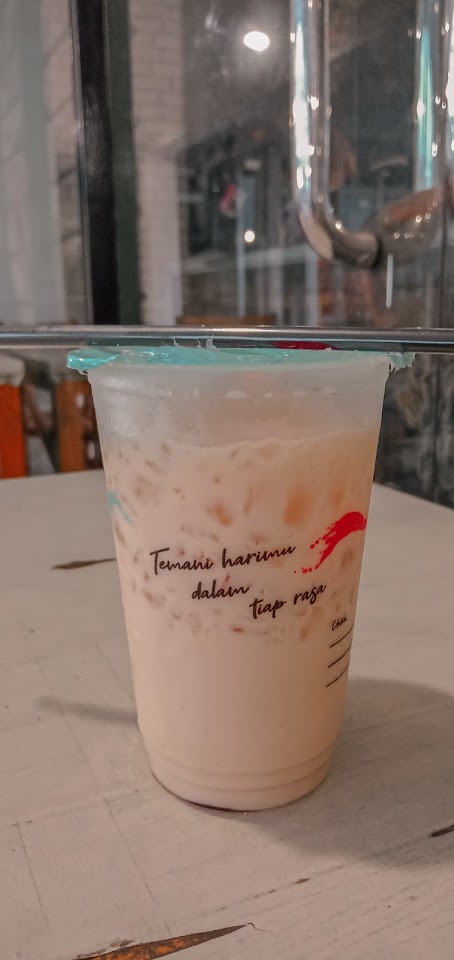 Temani harimu
dalam
tiap rasa